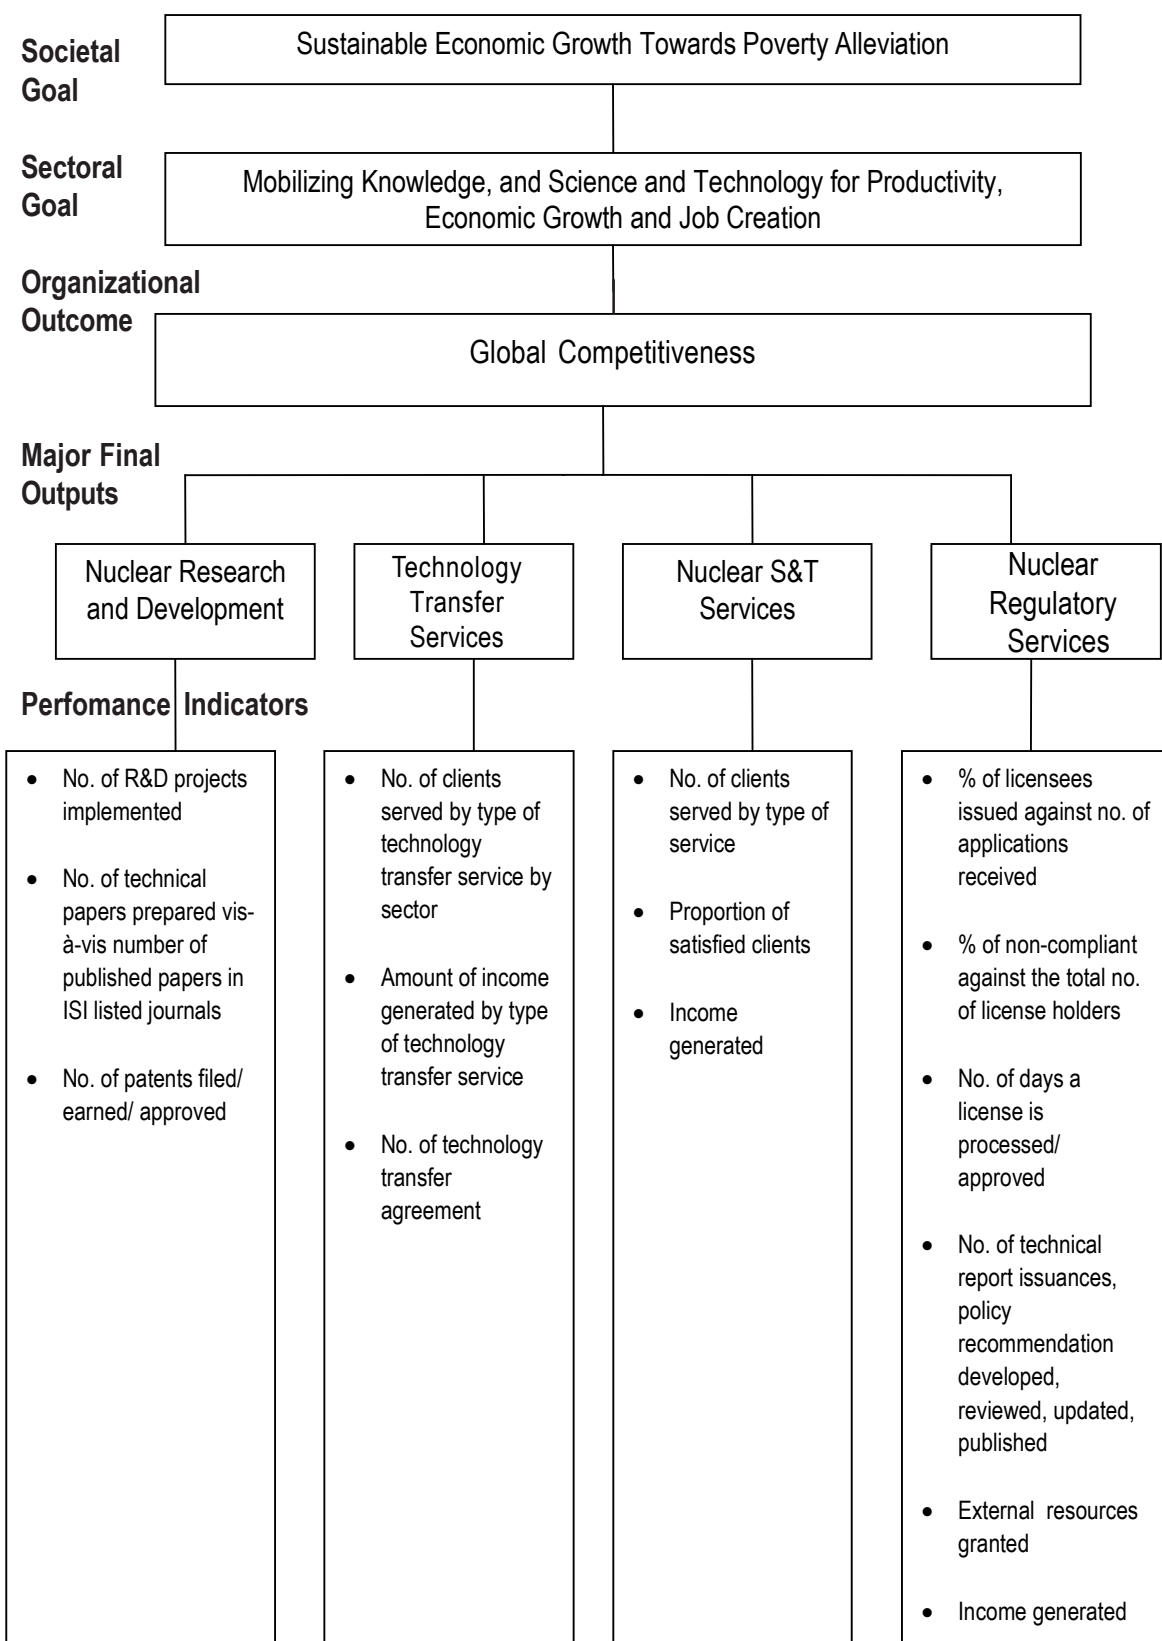 Societal
Goal
Sustainable Economic Growth Towards Poverty Alleviation
Sectoral
Goal
Mobilizing Knowledge, and Science and Technology for Productivity,
Economic Growth and Job Creation
Organizational
Outcome
Global Competitiveness
Major Final
Outputs
Nuclear Research
and Development
Technology
Transfer
Services
Nuclear S&T
Services
Nuclear
Regulatory
Services
Perfomance Indicators
• No. of R&D projects
implemented
• No. of technical
papers prepared vis-
à-vis number of
published papers in
ISI listed journals
• No. of patents filed/
earned/ approved
• No. of clients
served by type of
technology
transfer service by
sector
• Amount of income
generated by type
of technology
transfer service
• No. of technology
transfer
agreement
• No. of clients
served by type of
service
• Proportion of
satisfied clients
• Income
generated
• % of licensees
issued against no. of
applications
received
• % of non-compliant
against the total no.
of license holders
• No. of days a
license is
processed/
approved
• No. of technical
report issuances,
policy
recommendation
developed,
reviewed, updated,
published
• External resources
granted
• Income generated